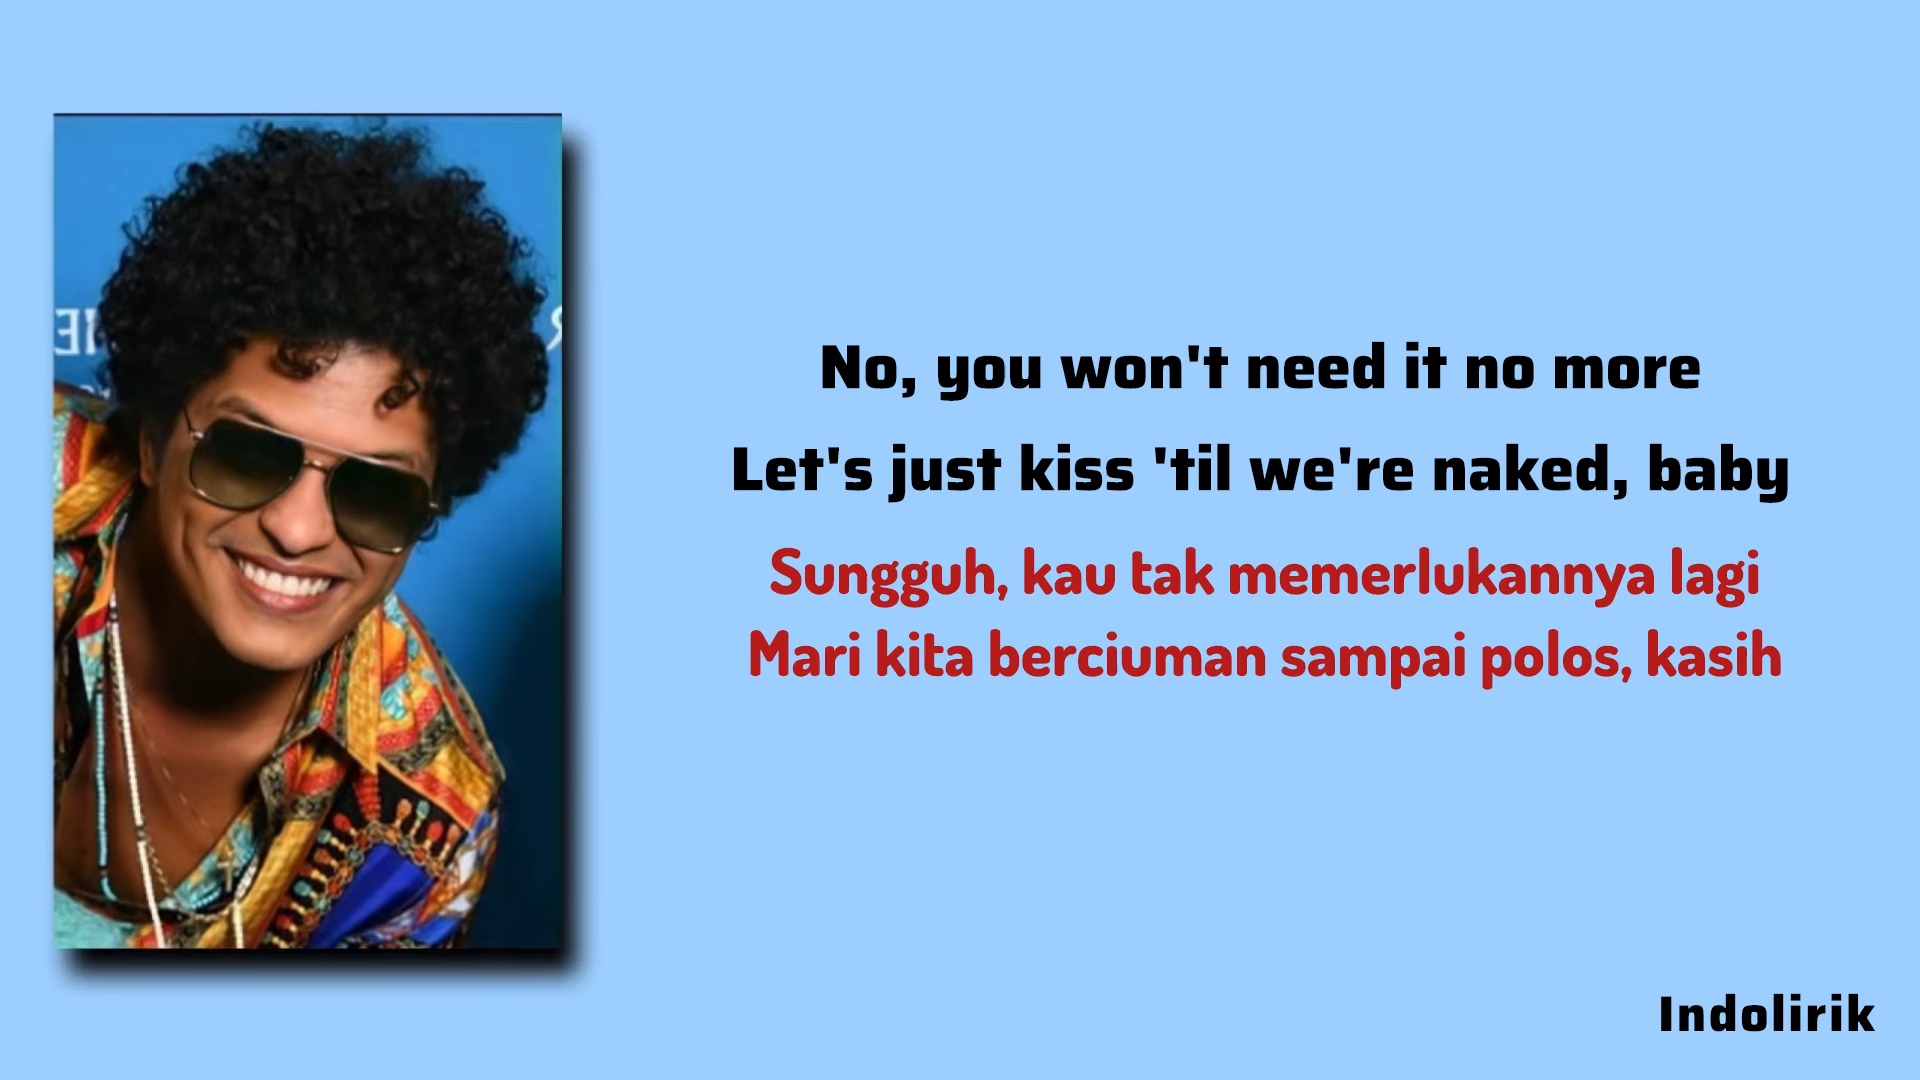 No, you won't need it no more
Let's just kiss 'til we're naked, baby
Sungguh, kau tak memerlukannya lagi
Mari kita berciuman sampai polos, kasih
Indolirik